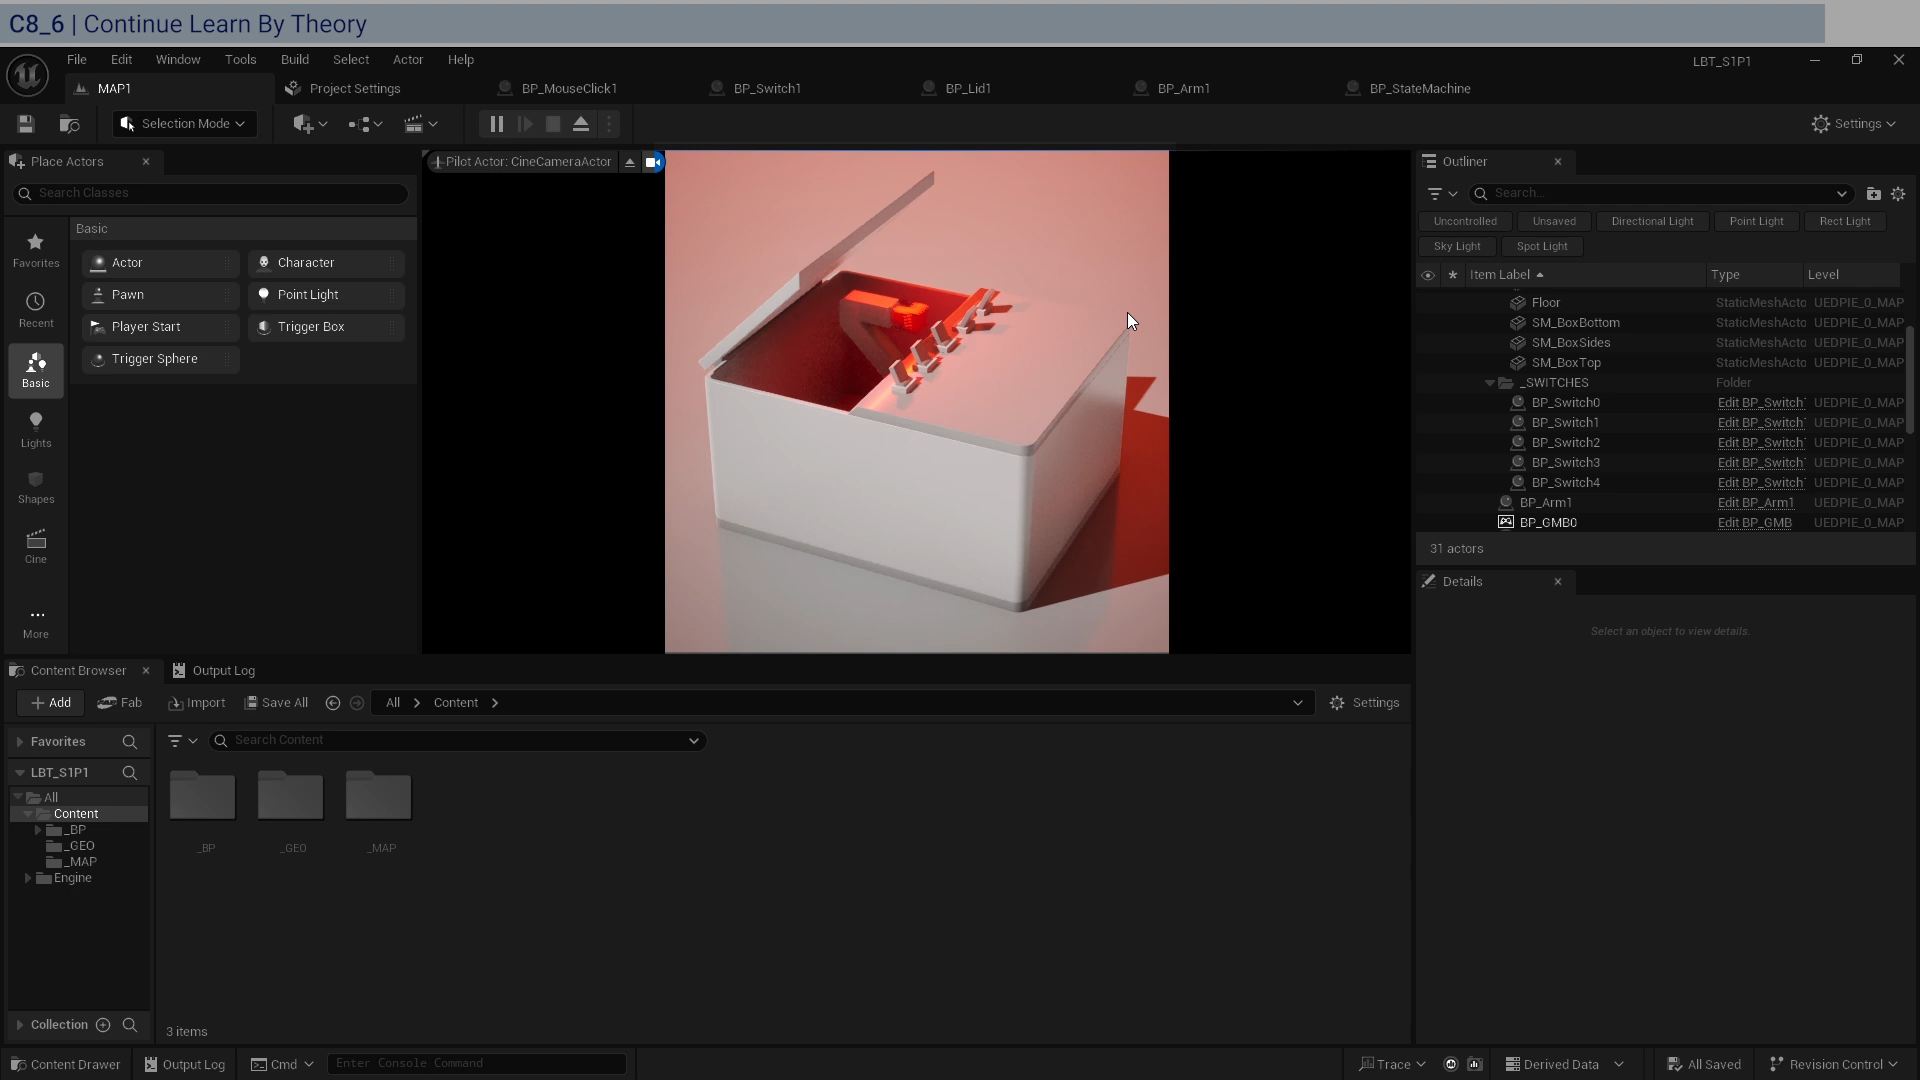 C8_6 | Continue Learn By Theory
File Edit Window Tools Build Select Actor Help
LBT_S1P1
MAP1
Project Settings
BP_MouseClick1
BP_Switch1
BP_Lid1
BP_Arm1
BP_StateMachine
Selection Mode
Settings
Place Actors
Search Classes
Basic
Favorites
Recent
Basic
Lights
Shapes
Cine
More
Actor
Character
Pawn
Point Light
Player Start
Trigger Box
Trigger Sphere
Pilot Actor: CineCameraActor
Outliner
Search...
Uncontrolled Unsaved Directional Light Point Light Rect Light
Sky Light Spot Light
Item Label Type Level
Floor StaticMeshActo UEDPIE_0_MAP
SM_BoxBottom StaticMeshActo UEDPIE_0_MAP
SM_BoxSides StaticMeshActo UEDPIE_0_MAP
SM_BoxTop StaticMeshActo UEDPIE_0_MAP
_SWITCHES Folder
BP_Switch0 Edit BP_Switch UEDPIE_0_MAP
BP_Switch1 Edit BP_Switch UEDPIE_0_MAP
BP_Switch2 Edit BP_Switch UEDPIE_0_MAP
BP_Switch3 Edit BP_Switch UEDPIE_0_MAP
BP_Switch4 Edit BP_Switch UEDPIE_0_MAP
BP_Arm1 Edit BP_Arm1 UEDPIE_0_MAP
BP_GMB0 Edit BP_GMB UEDPIE_0_MAP
31 actors
Details
Select an object to view details.
Content Browser
Output Log
Add
Fab
Import
Save All
All
Content
Settings
Favorites
Search Content
LBT_S1P1
All
Content
_BP
_GEO
_MAP
Engine
_BP
_GEO
_MAP
Collection
3 items
Content Drawer
Output Log
Cmd
Enter Console Command
Trace
Derived Data
All Saved
Revision Control